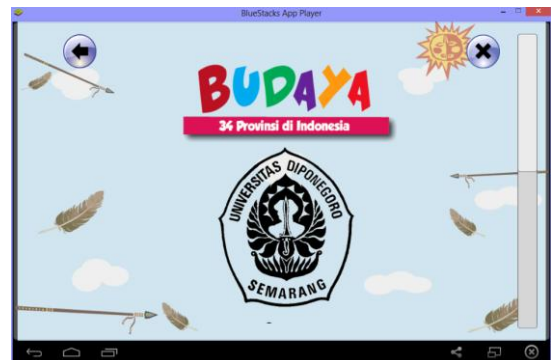 BlueStacks App Player
BUDAYA
34 Provinsi di Indonesia
UNIVERSITAS DIPONEGORO
SEMARANG